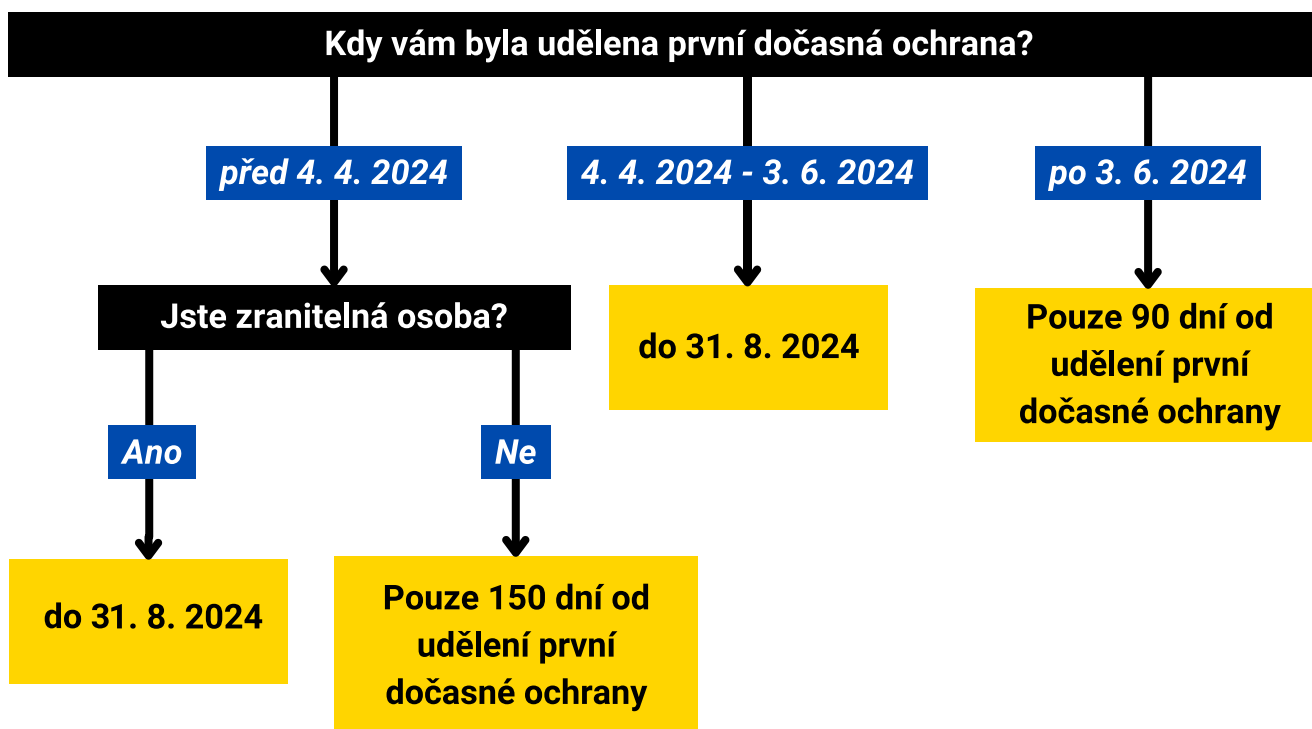 Kdy vám byla udělena první dočasná ochrana?
před 4. 4. 2024
4. 4. 2024 - 3. 6. 2024
po 3. 6. 2024
Jste zranitelná osoba?
do 31. 8. 2024
Pouze 90 dní od
udělení první
dočasné ochrany
Ano
Ne
do 31. 8. 2024
Pouze 150 dní od
udělení první
dočasné ochrany